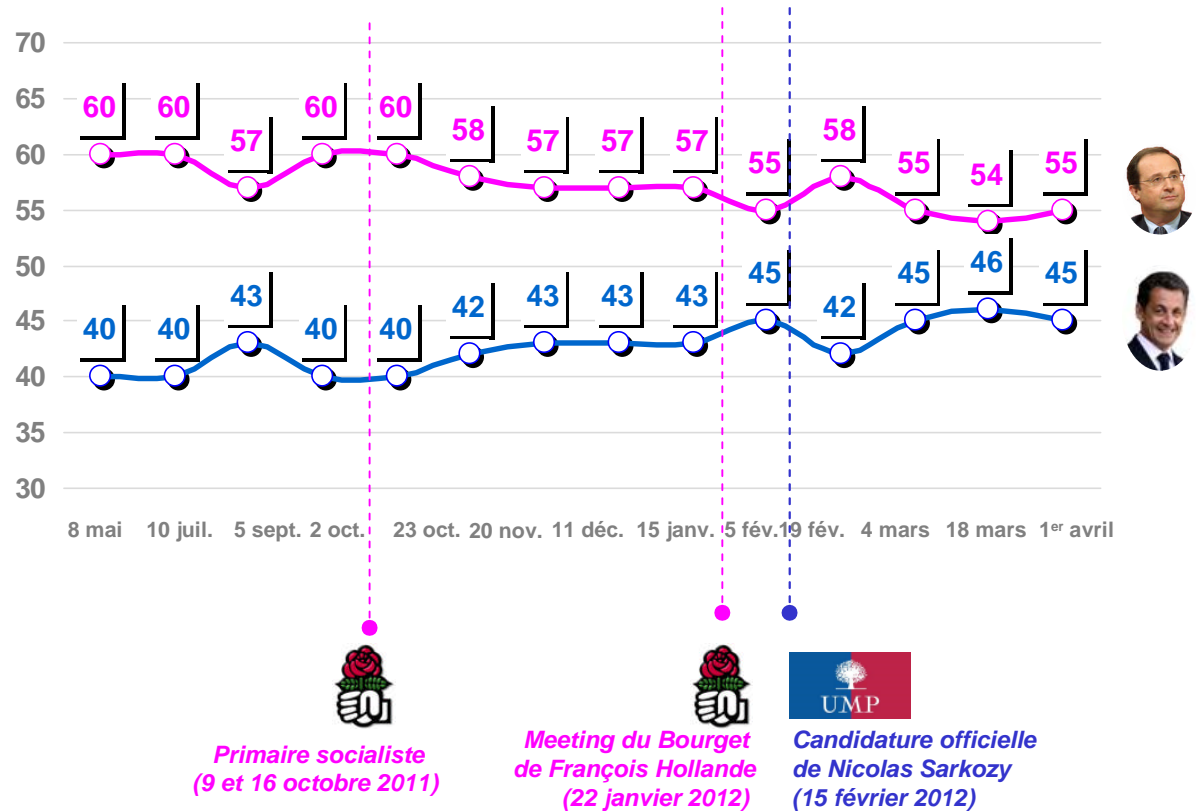 70
65
60
55
50
45
40
35
30
60 60 57 60 60 58 57 57 57 55 58 55 54 55
40 40 43 40 40 42 43 43 43 45 42 45 46 45
8 mai 10 juil. 5 sept. 2 oct. 23 oct. 20 nov. 11 déc. 15 janv. 5 fév. 19 fév. 4 mars 18 mars 1er avril
UMP
Primaire socialiste
(9 et 16 octobre 2011)
Meeting du Bourget
de François Hollande
(22 janvier 2012)
Candidature officielle
de Nicolas Sarkozy
(15 février 2012)